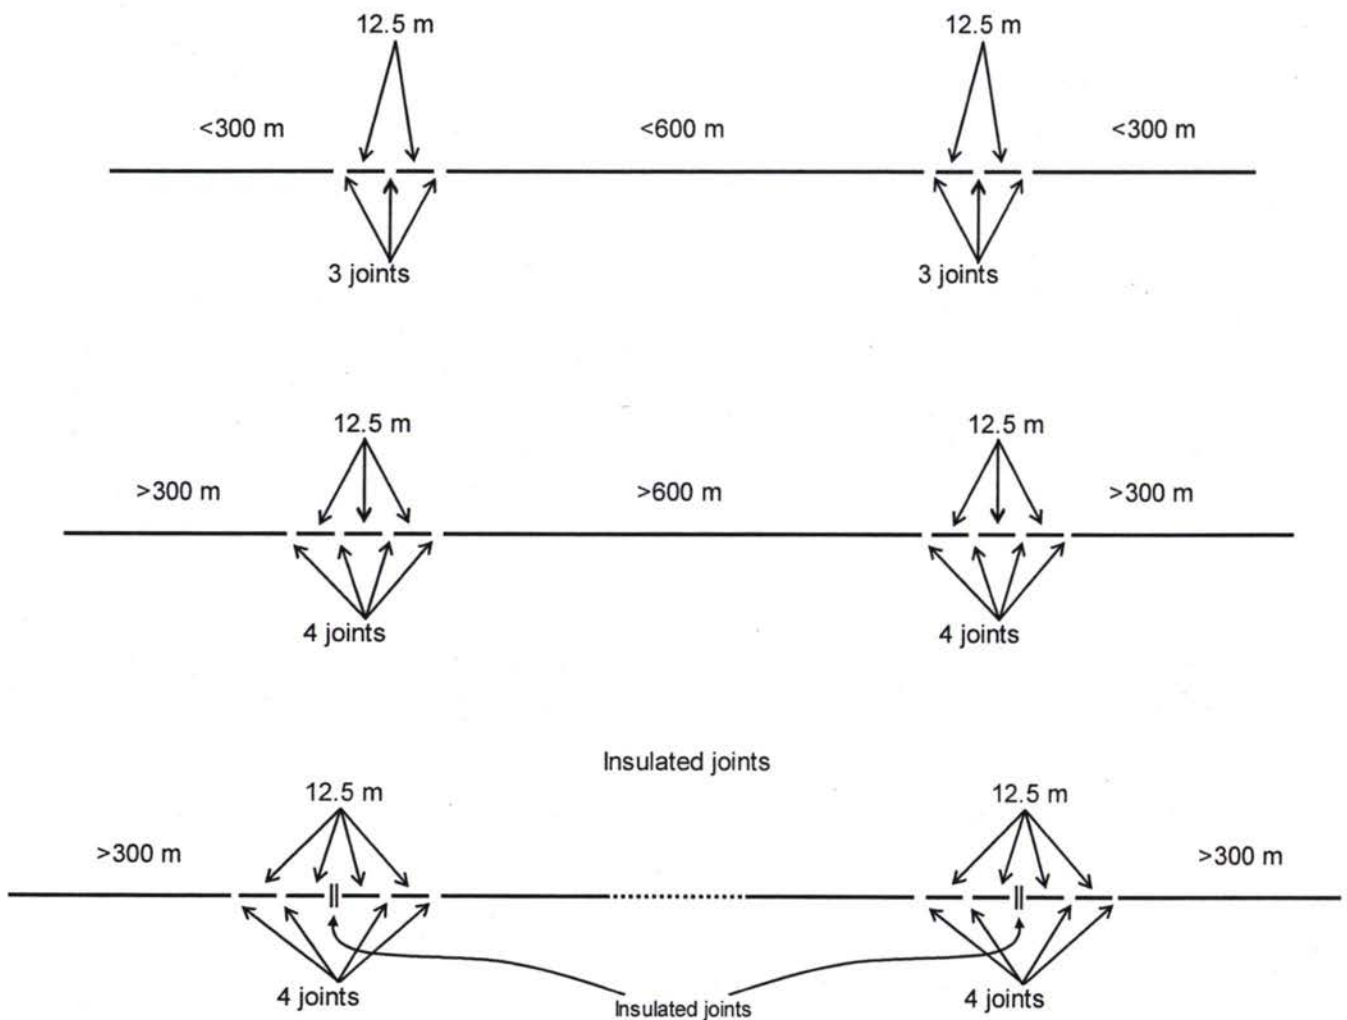 12.5 m 12.5 m
<300 m <600 m <300 m
3 joints 3 joints
12.5 m 12.5 m
>300 m >600 m >300 m
4 joints 4 joints
Insulated joints
12.5 m 12.5 m
>300 m >300 m
4 joints Insulated joints 4 joints